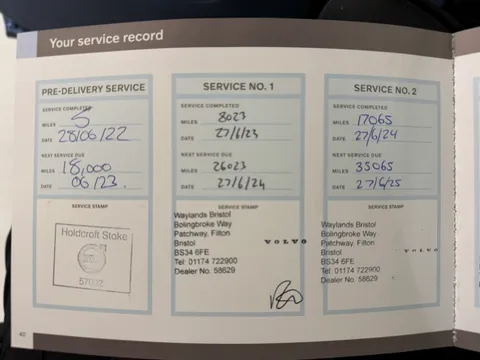 Your service record
PRE-DELIVERY SERVICE
SERVICE COMPLETED
MILES 5
DATE 28/06/22
NEXT SERVICE DUE
MILES 18,000
DATE 06/23.
SERVICE STAMP
Holdcroft Stoke
57002
SERVICE NO. 1
SERVICE COMPLETED
MILES 8023
DATE 27/6/23
NEXT SERVICE DUE
MILES 26023
DATE 27/6/24
SERVICE STAMP
Waylands Bristol
Bolingbroke Way
Patchway, Filton
Bristol VOLVO
BS34 6FE
Tel: 01174 722900
Dealer No. 58629
SERVICE NO. 2
SERVICE COMPLETED
MILES 17065
DATE 27/6/24
NEXT SERVICE DUE
MILES 35065
DATE 27/6/25
SERVICE STAMP
Waylands Bristol
Bolingbroke Way
Patchway, Filton
Bristol VOLVO
BS34 6FE
Tel: 01174 722900
Dealer No. 58629
40